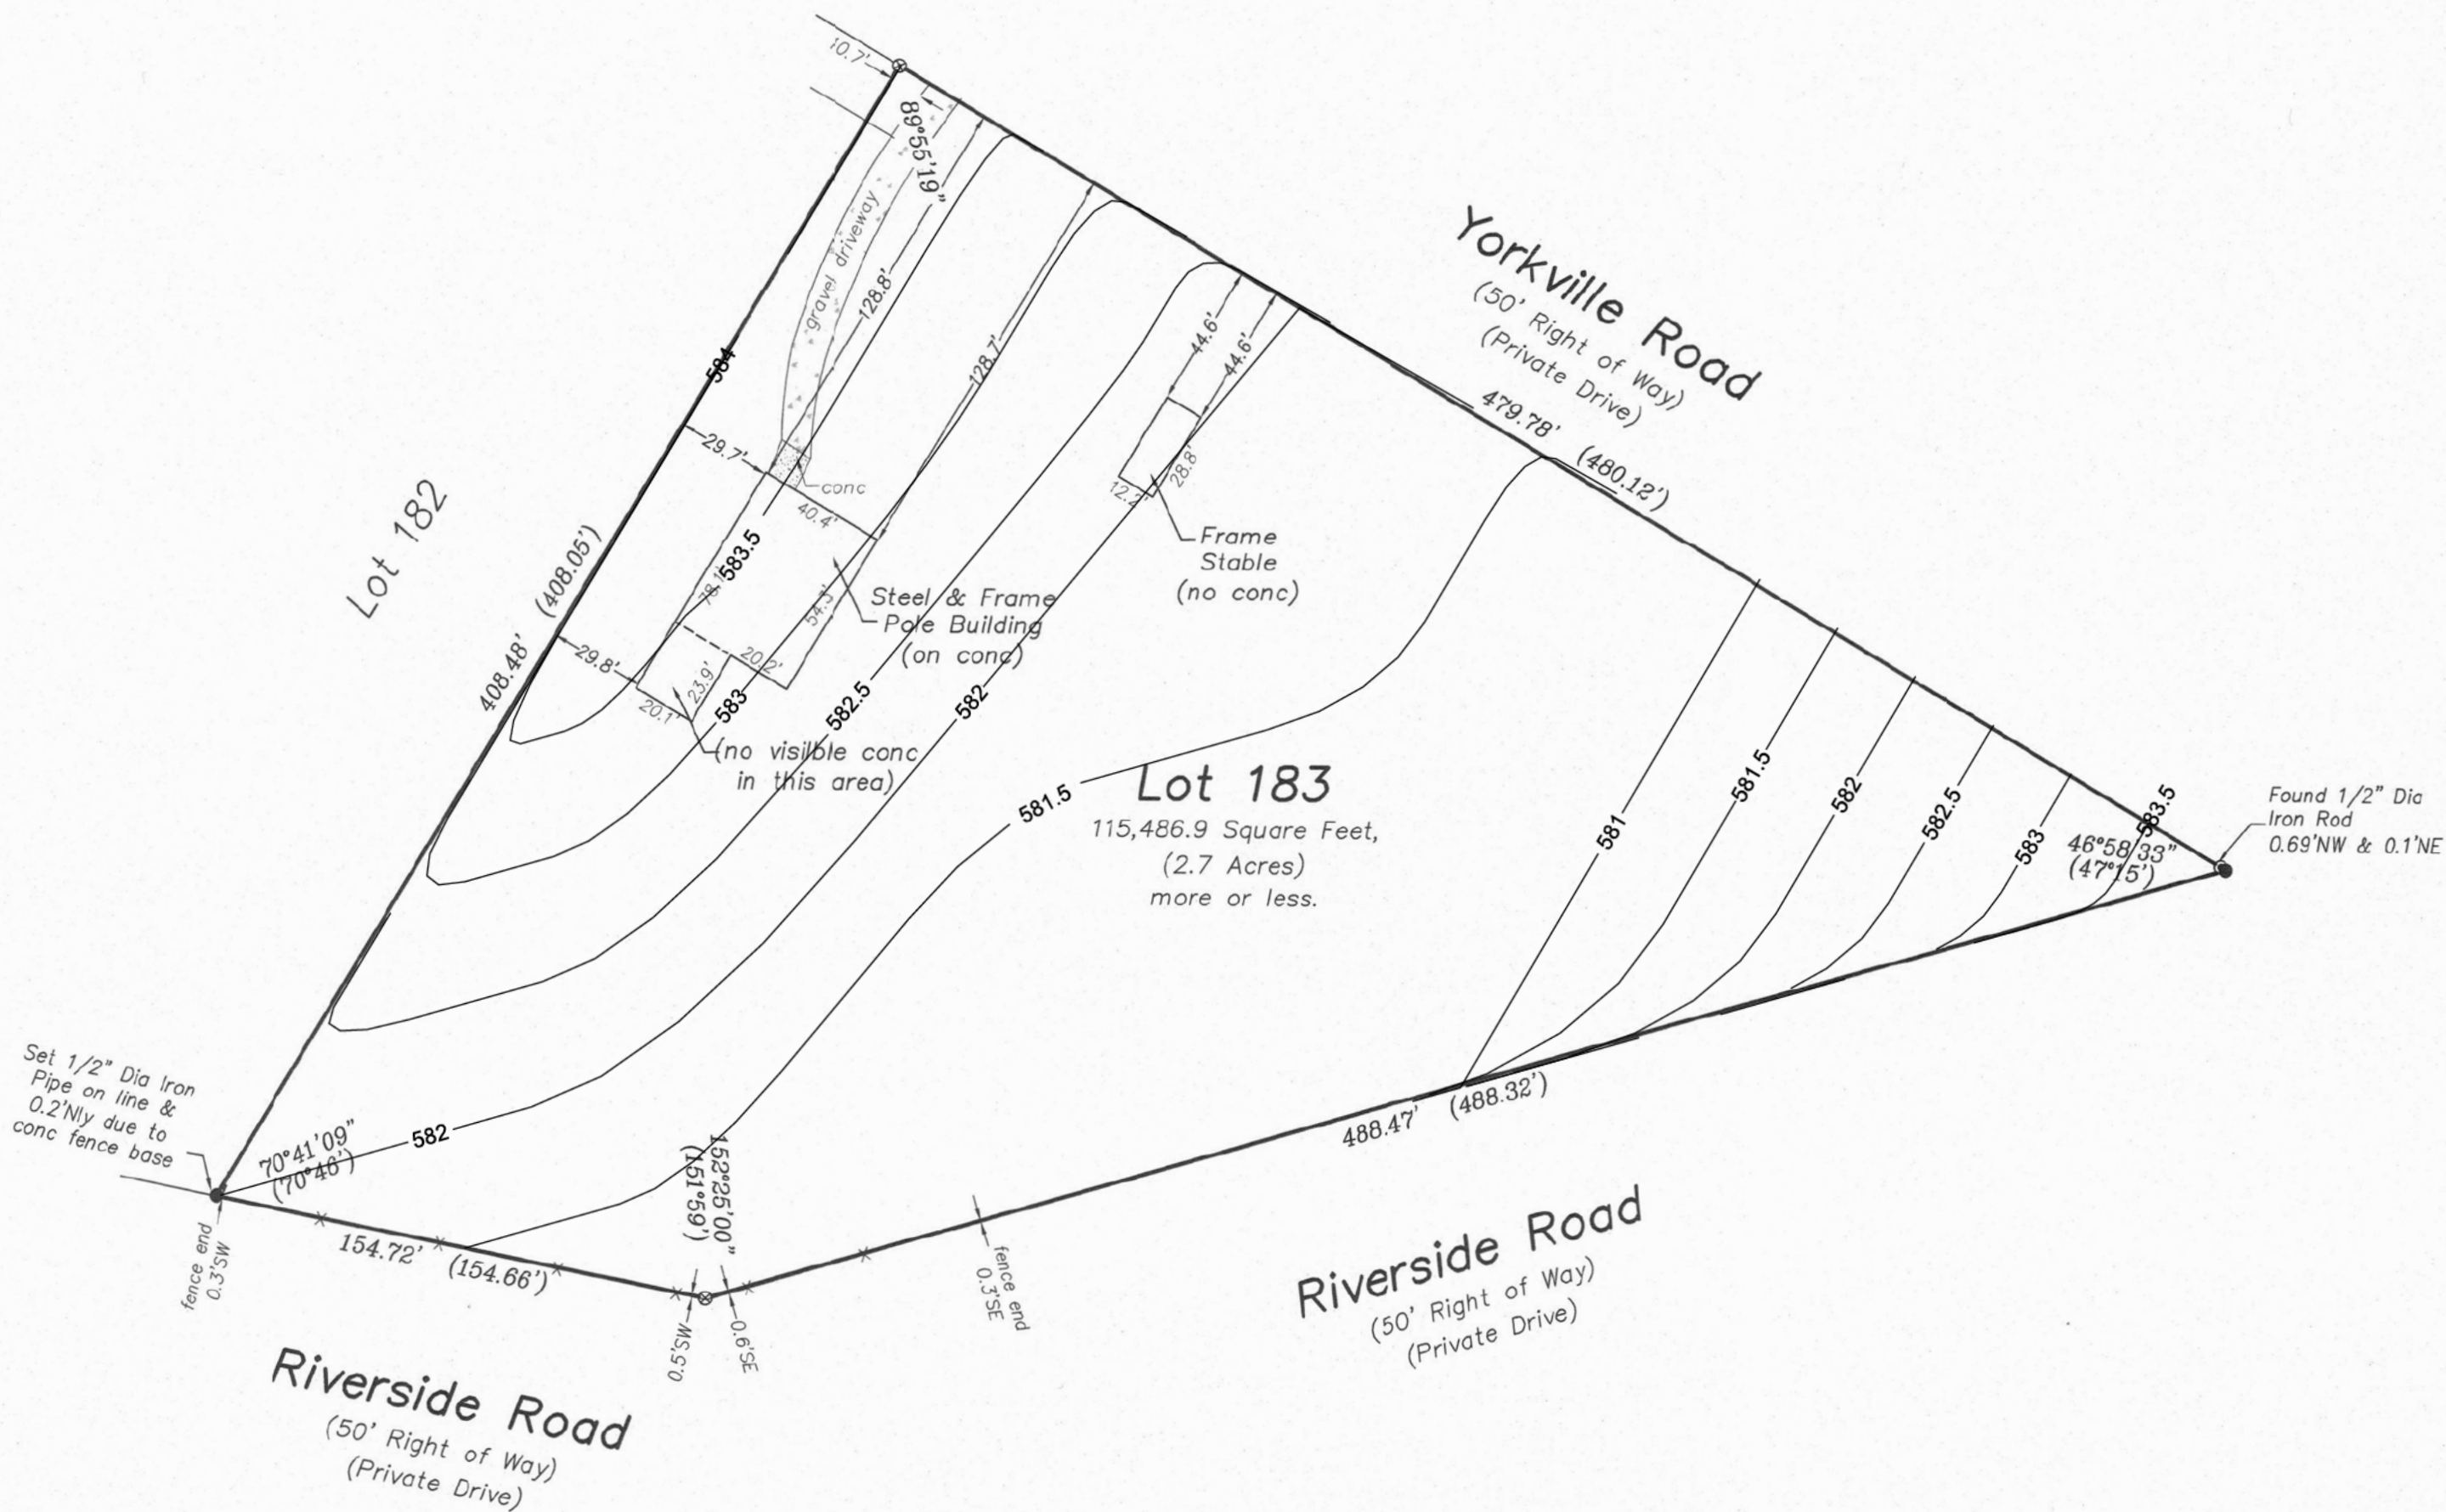 10.7'
89°55'19"
gravel driveway
128.8'
128.7'
44.6'
44.6'
Yorkville Road
(50' Right of Way)
(Private Drive)
479.78' (480.12')
584
29.7'
conc
40.4'
12.2'
28.8'
Frame
Stable
(no conc)
Lot 182
408.48' (408.05')
583.5
78.1'
54.3'
Steel & Frame
Pole Building
(on conc)
29.8'
20.2'
23.9'
20.1'
583
582.5
582
(no visible conc
in this area)
581.5
Lot 183
115,486.9 Square Feet,
(2.7 Acres)
more or less.
581
581.5
582
582.5
583
583.5
46°58'33"
(47°15')
Found 1/2" Dia
Iron Rod
0.69'NW & 0.1'NE
Set 1/2" Dia Iron
Pipe on line &
0.2'Nly due to
conc fence base
70°41'09"
(70°46')
582
152°25'00"
(151°59')
488.47' (488.32')
fence end
0.3'SW
154.72' (154.66')
0.5'SW
0.6'SE
fence end
0.3'SE
Riverside Road
(50' Right of Way)
(Private Drive)
Riverside Road
(50' Right of Way)
(Private Drive)